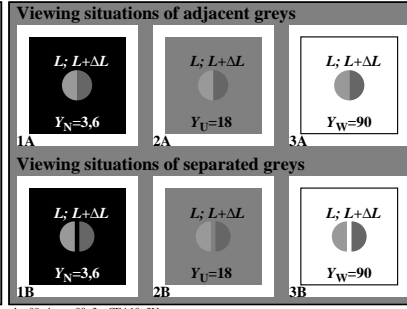 Viewing situations of adjacent greys
L; L+ΔL L; L+ΔL L; L+ΔL
Y_N=3,6 Y_U=18 Y_W=90
1A 2A 3A
Viewing situations of separated greys
L; L+ΔL L; L+ΔL L; L+ΔL
Y_N=3,6 Y_U=18 Y_W=90
1B 2B 3B